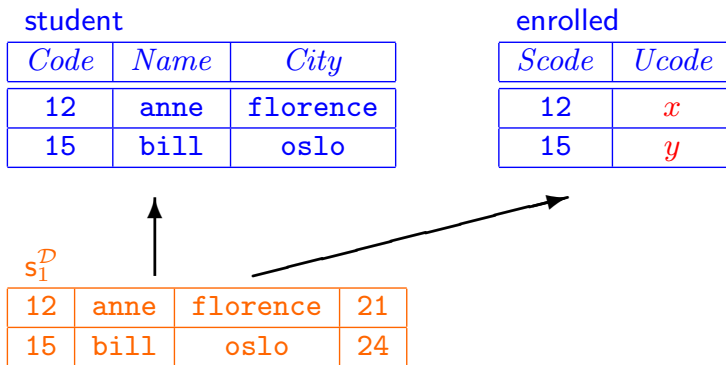 student enrolled
Code Name City Scode Ucode
12 anne florence 12 x
15 bill oslo 15 y
s₁ᴰ
12 anne florence 21
15 bill oslo 24